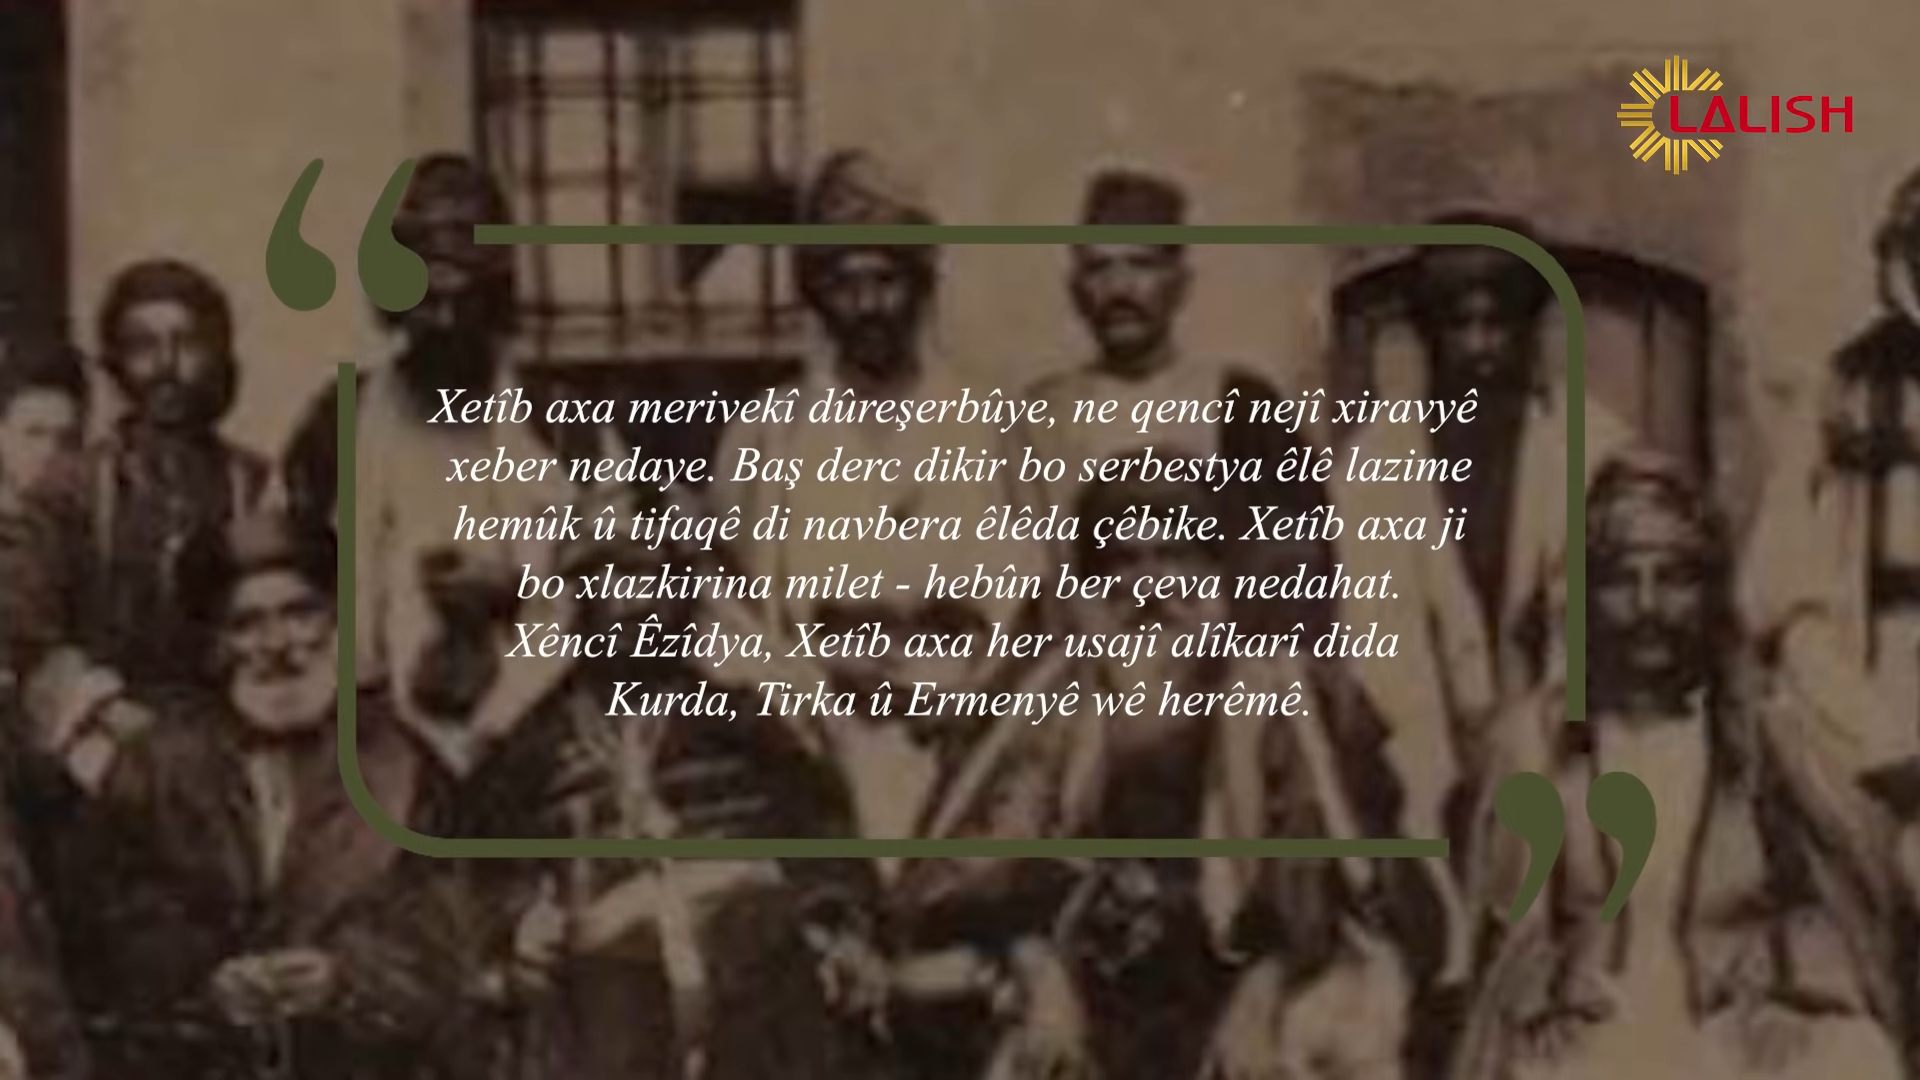 LALISH
Xetîb axa merivekî dûreşerbûye, ne qencî nejî xiravyê
xeber nedaye. Baş derc dikir bo serbestya êlê lazime
hemûk û tifaqê di navbera êlêda çêbike. Xetîb axa ji
bo xlazkirina milet - hebûn ber çeva nedahat.
Xêncî Êzîdya, Xetîb axa her usajî alîkarî dida
Kurda, Tirka û Ermenyê wê herêmê.